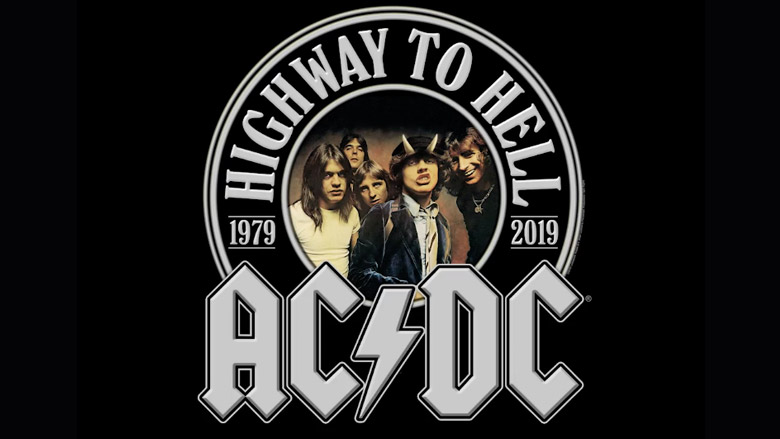 HIGHWAY TO HELL
1979
2019
AC⚡DC®